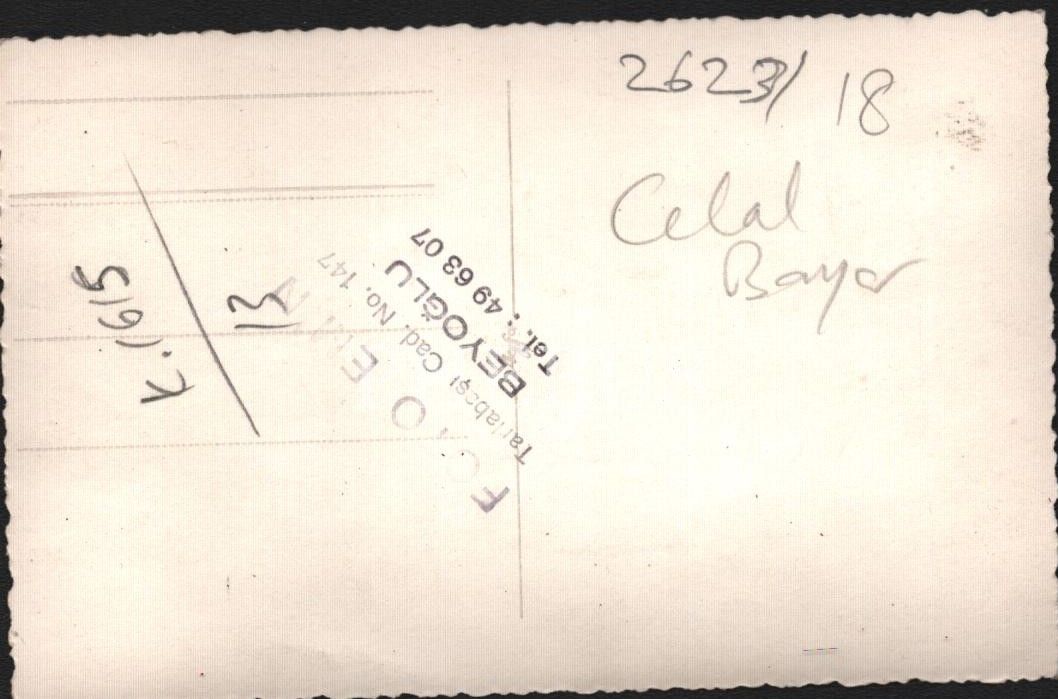 2623/18
Celal
Bayar
K.1615
13
FOTO
Tarlabaşı Cad. No. 147
BEYOĞLU
Tel. : 49 63 07